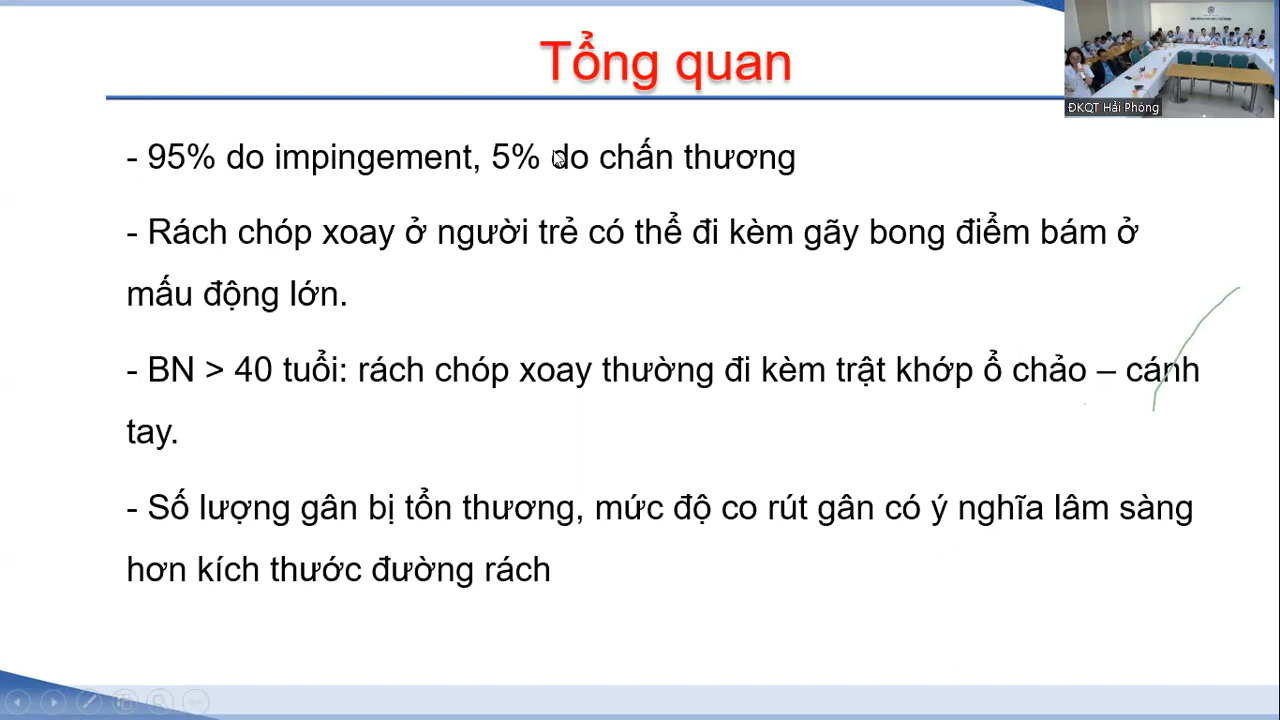 Tổng quan
ĐKQT Hải Phòng
- 95% do impingement, 5% do chấn thương
- Rách chóp xoay ở người trẻ có thể đi kèm gãy bong điểm bám ở
mấu động lớn.
- BN > 40 tuổi: rách chóp xoay thường đi kèm trật khớp ổ chảo – cánh
tay.
- Số lượng gân bị tổn thương, mức độ co rút gân có ý nghĩa lâm sàng
hơn kích thước đường rách